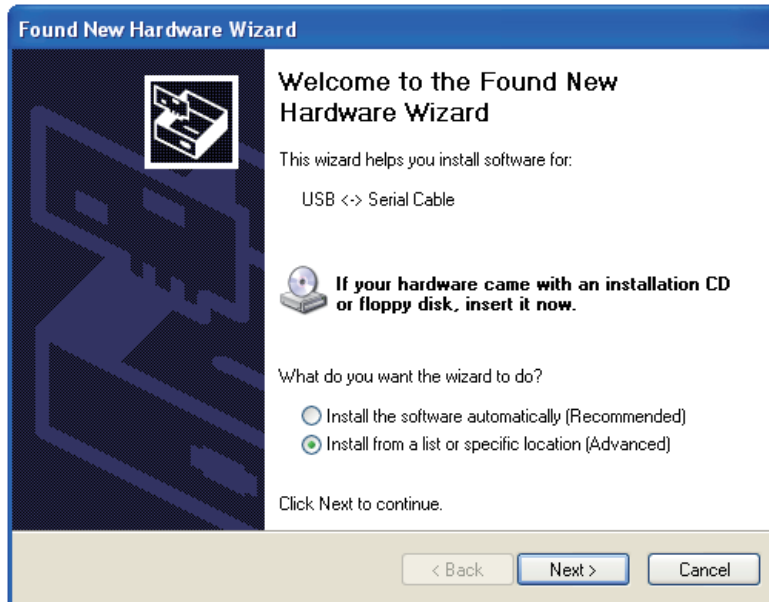 Found New Hardware Wizard
Welcome to the Found New
Hardware Wizard
This wizard helps you install software for:
USB <-> Serial Cable
If your hardware came with an installation CD
or floppy disk, insert it now.
What do you want the wizard to do?
Install the software automatically (Recommended)
Install from a list or specific location (Advanced)
Click Next to continue.
< Back
Next >
Cancel